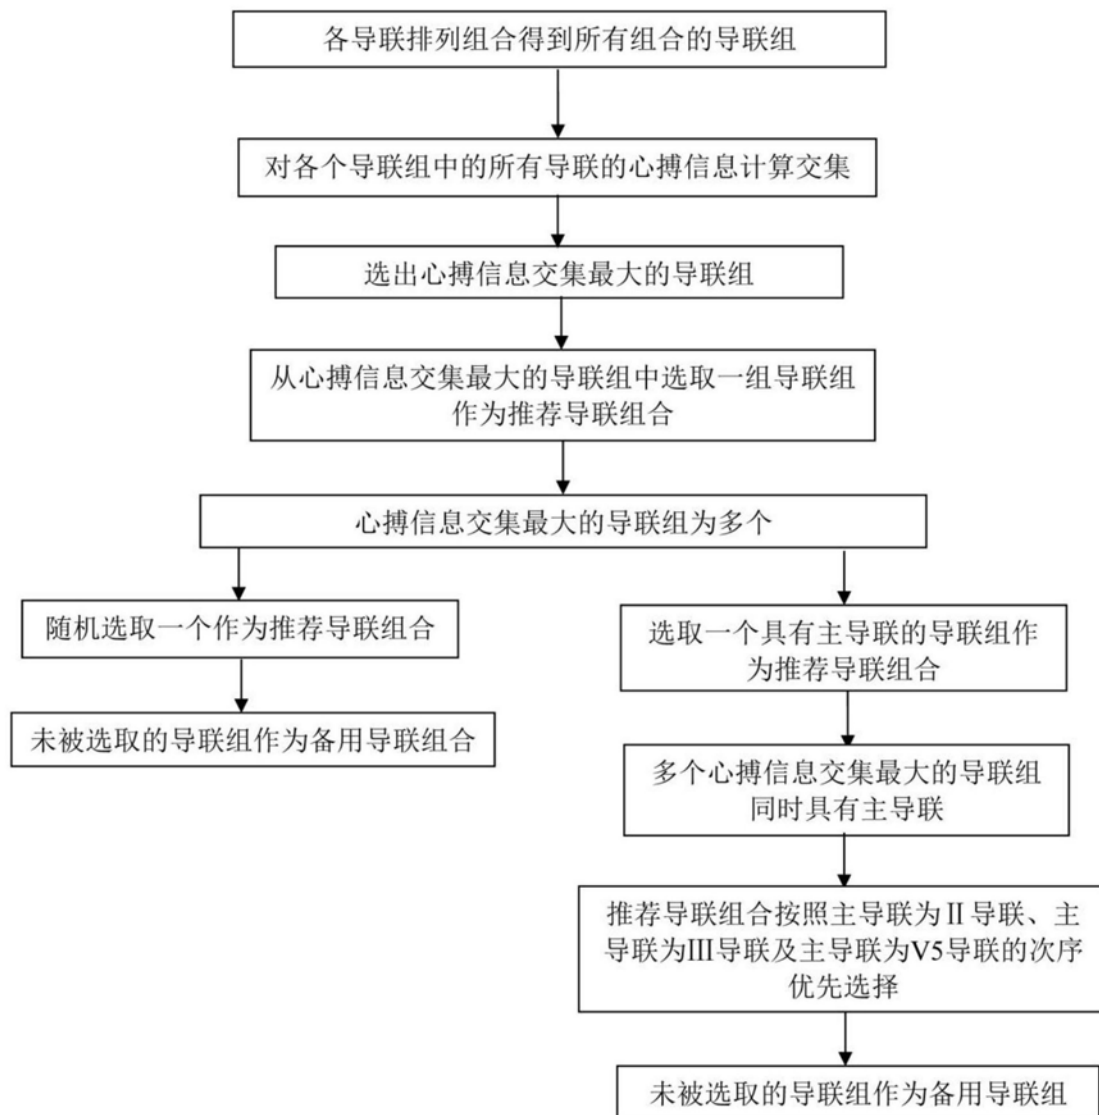 各导联排列组合得到所有组合的导联组
对各个导联组中的所有导联的心搏信息计算交集
选出心搏信息交集最大的导联组
从心搏信息交集最大的导联组中选取一组导联组
作为推荐导联组合
心搏信息交集最大的导联组为多个
随机选取一个作为推荐导联组合
未被选取的导联组作为备用导联组合
选取一个具有主导联的导联组作
为推荐导联组合
多个心搏信息交集最大的导联组
同时具有主导联
推荐导联组合按照主导联为Ⅱ导联、主
导联为Ⅲ导联及主导联为V5导联的次序
优先选择
未被选取的导联组作为备用导联组